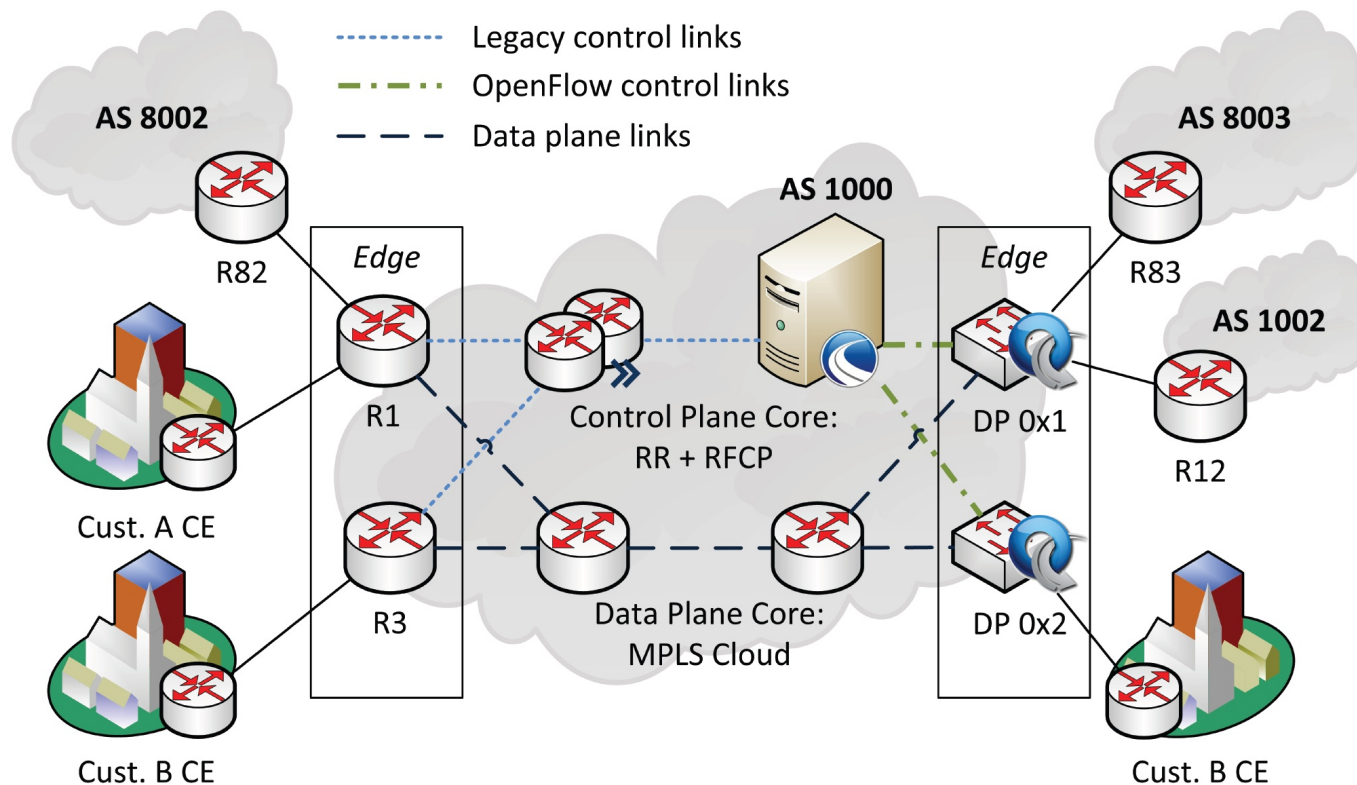 Legacy control links
OpenFlow control links
Data plane links
AS 8002
AS 8003
AS 1000
Edge
Edge
R82
R83
AS 1002
R1
Control Plane Core:
RR + RFCP
DP 0x1
R12
Cust. A CE
R3
Data Plane Core:
MPLS Cloud
DP 0x2
Cust. B CE
Cust. B CE